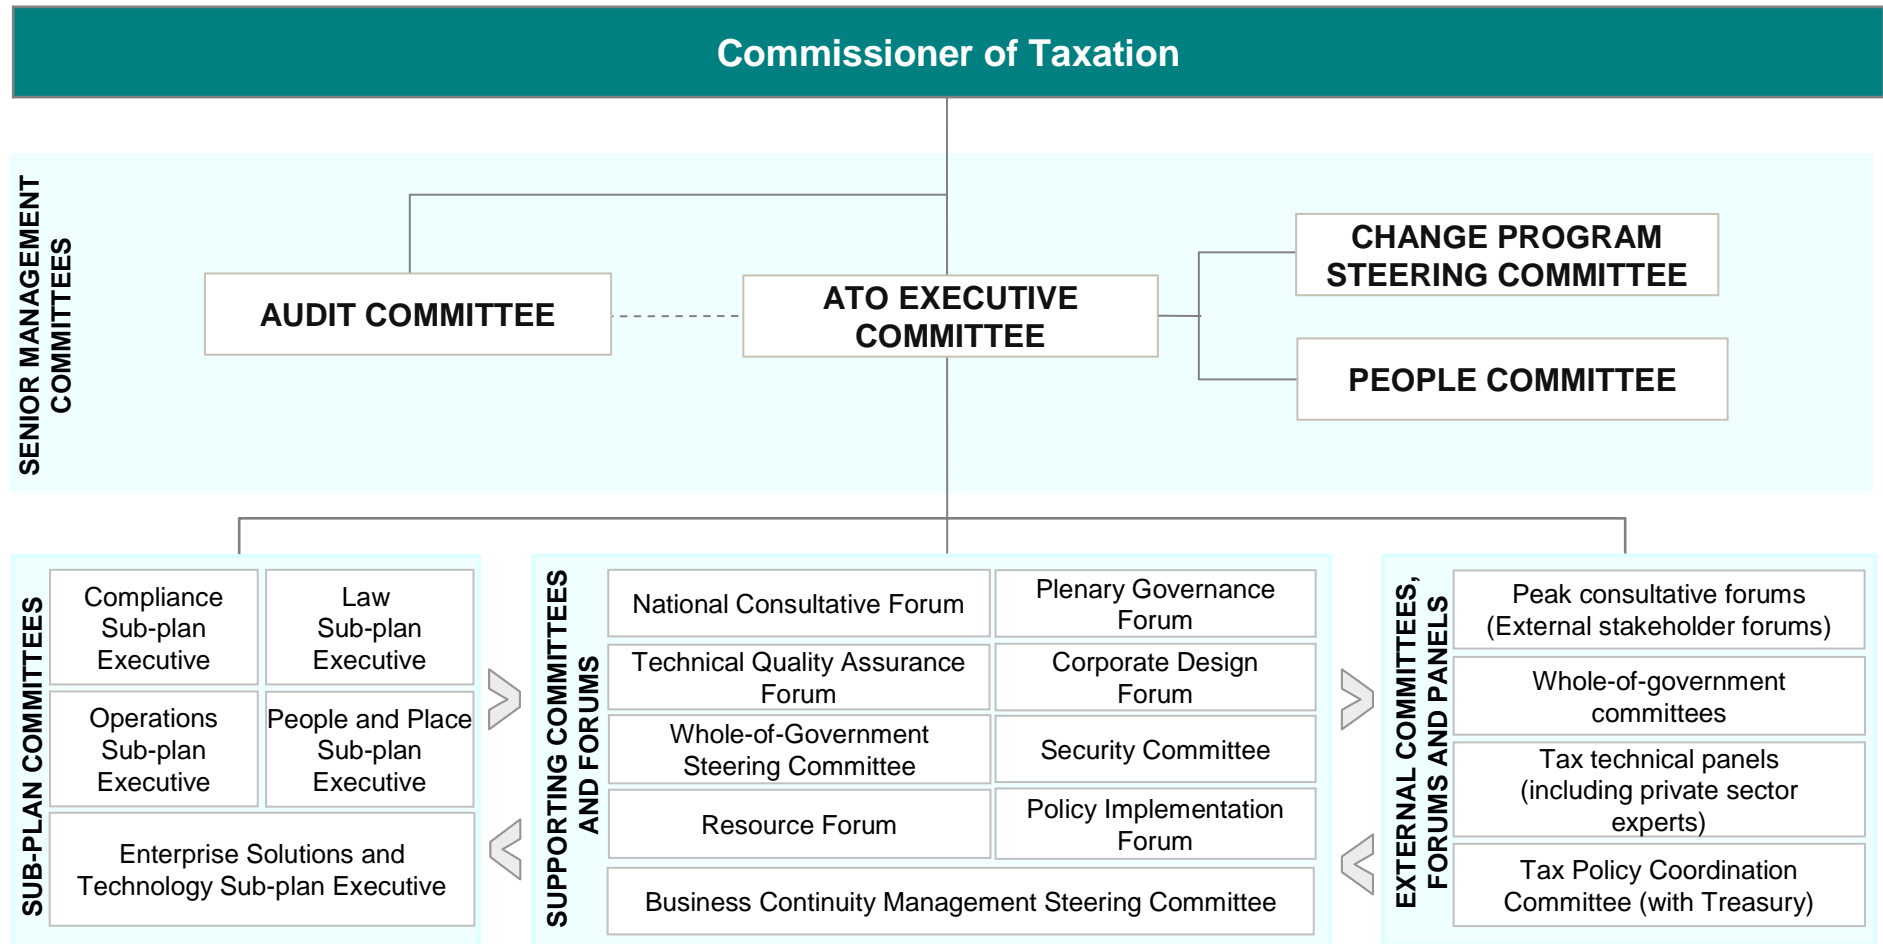 Commissioner of Taxation
SENIOR MANAGEMENT
COMMITTEES
AUDIT COMMITTEE
ATO EXECUTIVE
COMMITTEE
CHANGE PROGRAM
STEERING COMMITTEE
PEOPLE COMMITTEE
SUB-PLAN COMMITTEES
Compliance
Sub-plan
Executive
Law
Sub-plan
Executive
Operations
Sub-plan
Executive
People and Place
Sub-plan
Executive
Enterprise Solutions and
Technology Sub-plan Executive
SUPPORTING COMMITTEES
AND FORUMS
National Consultative Forum
Plenary Governance
Forum
Technical Quality Assurance
Forum
Corporate Design
Forum
Whole-of-Government
Steering Committee
Security Committee
Resource Forum
Policy Implementation
Forum
Business Continuity Management Steering Committee
EXTERNAL COMMITTEES,
FORUMS AND PANELS
Peak consultative forums
(External stakeholder forums)
Whole-of-government
committees
Tax technical panels
(including private sector
experts)
Tax Policy Coordination
Committee (with Treasury)